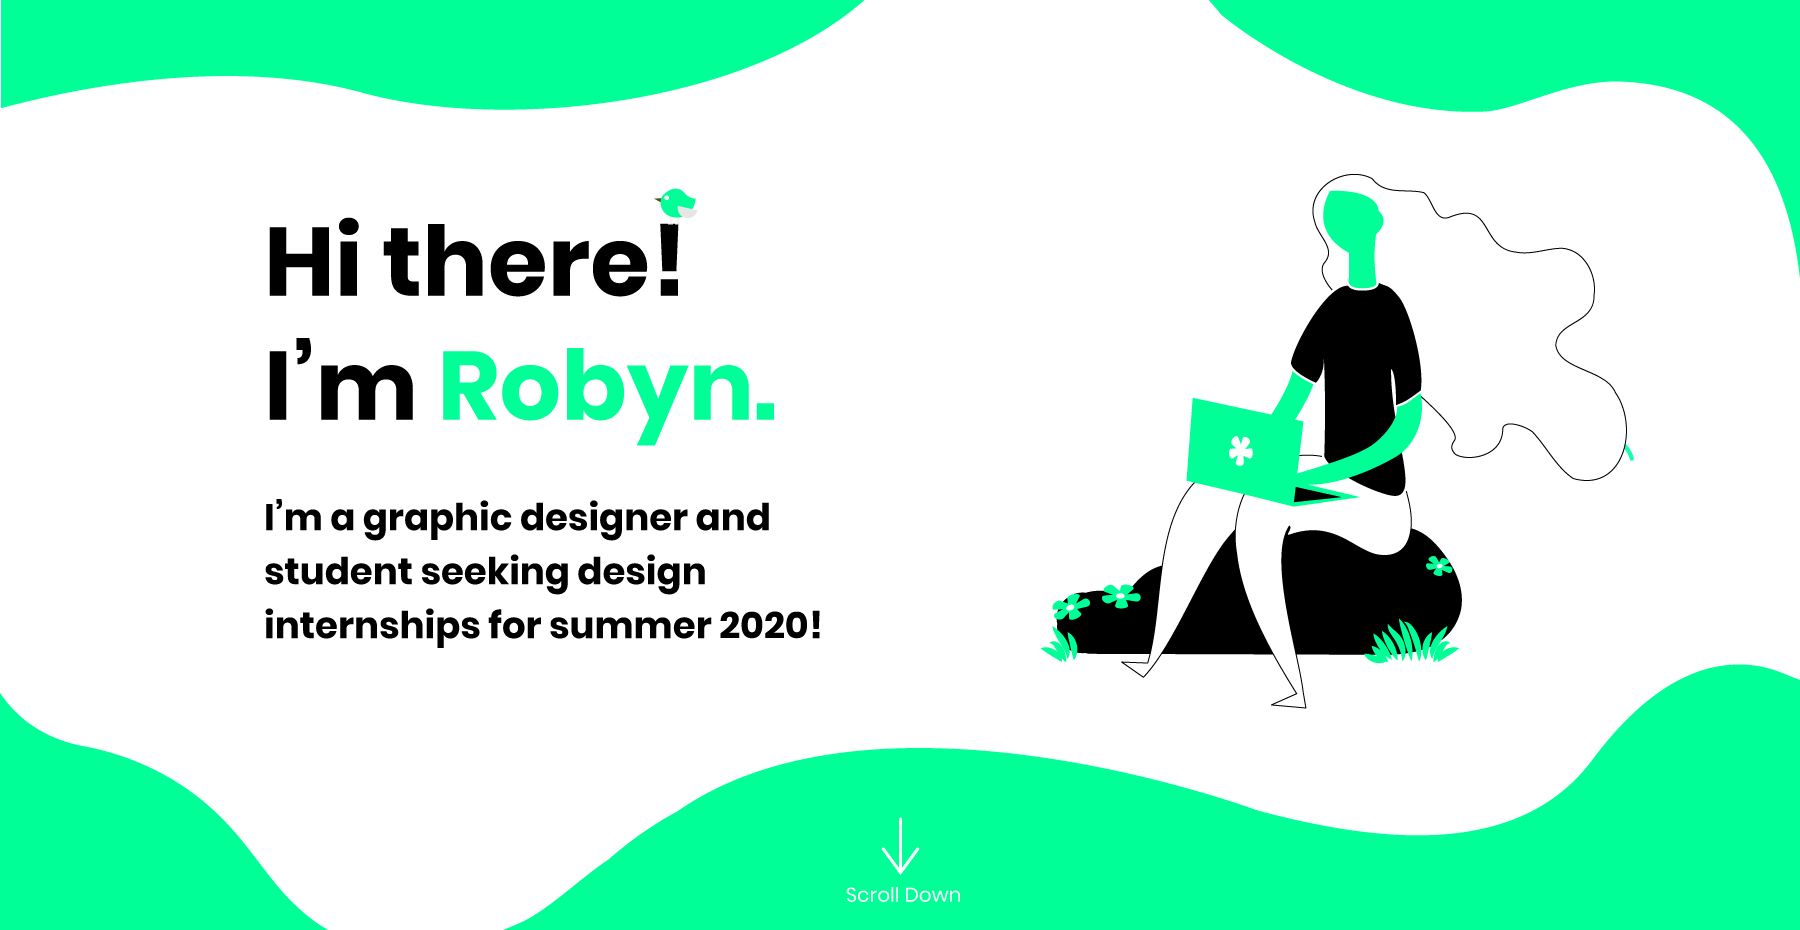 Hi there!
I’m Robyn.
I’m a graphic designer and
student seeking design
internships for summer 2020!
Scroll Down